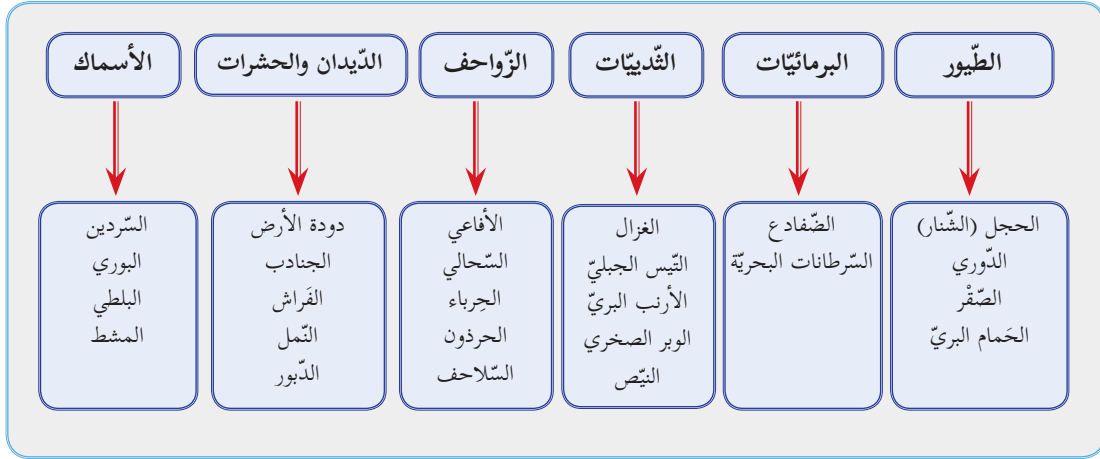 الطّيور
الحجل (الشّنار)
الدّوري
الصّقْر
الحَمام البريّ
البرمائيّات
الضّفادع
السّرطانات البحريّة
الثّدييّات
الغزال
التّيس الجبليّ
الأرنب البريّ
الوبر الصخري
النيّص
الزّواحف
الأفاعي
السّحالي
الحِرباء
الحرذون
السّلاحف
الدّيدان والحشرات
دودة الأرض
الجنادب
الفَراش
النّمل
الدّبور
الأسماك
السّردين
البوري
البلطي
المشط